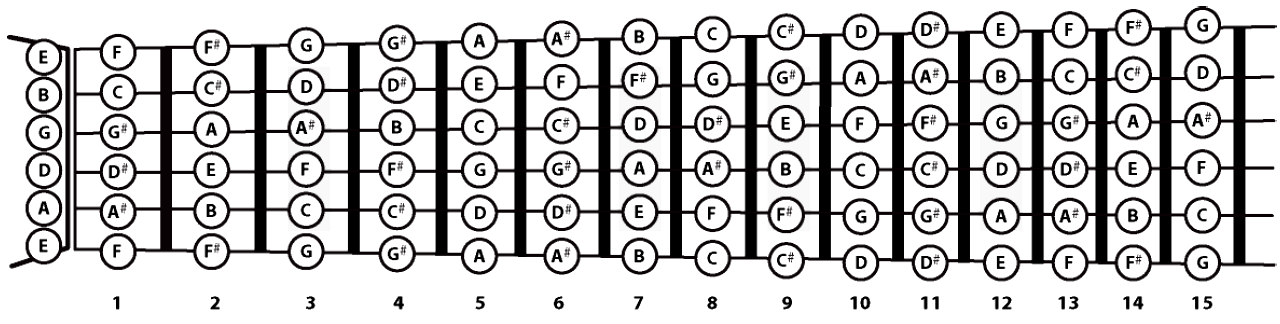 E F F# G G# A A# B C C# D D# E F F# G
B C C# D D# E F F# G G# A A# B C C# D
G G# A A# B C C# D D# E F F# G G# A A#
D D# E F F# G G# A A# B C C# D D# E F
A A# B C C# D D# E F F# G G# A A# B C
E F F# G G# A A# B C C# D D# E F F# G
1 2 3 4 5 6 7 8 9 10 11 12 13 14 15